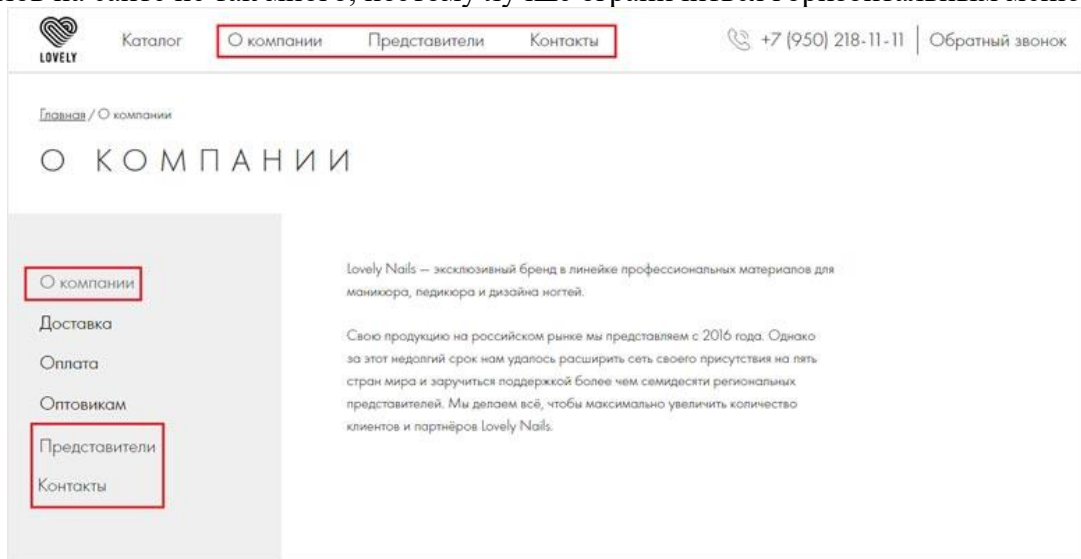 LOVELY
Каталог О компании Представители Контакты +7 (950) 218-11-11 Обратный звонок
Главная / О компании
О КОМПАНИИ
О компании
Доставка
Оплата
Оптовикам
Представители
Контакты
Lovely Nails — эксклюзивный бренд в линейке профессиональных материалов для
маникюра, педикюра и дизайна ногтей.
Свою продукцию на российском рынке мы представляем с 2016 года. Однако
за этот недолгий срок нам удалось расширить сеть своего присутствия на пять
стран мира и заручиться поддержкой более чем семидесяти региональных
представителей. Мы делаем всё, чтобы максимально увеличить количество
клиентов и партнёров Lovely Nails.